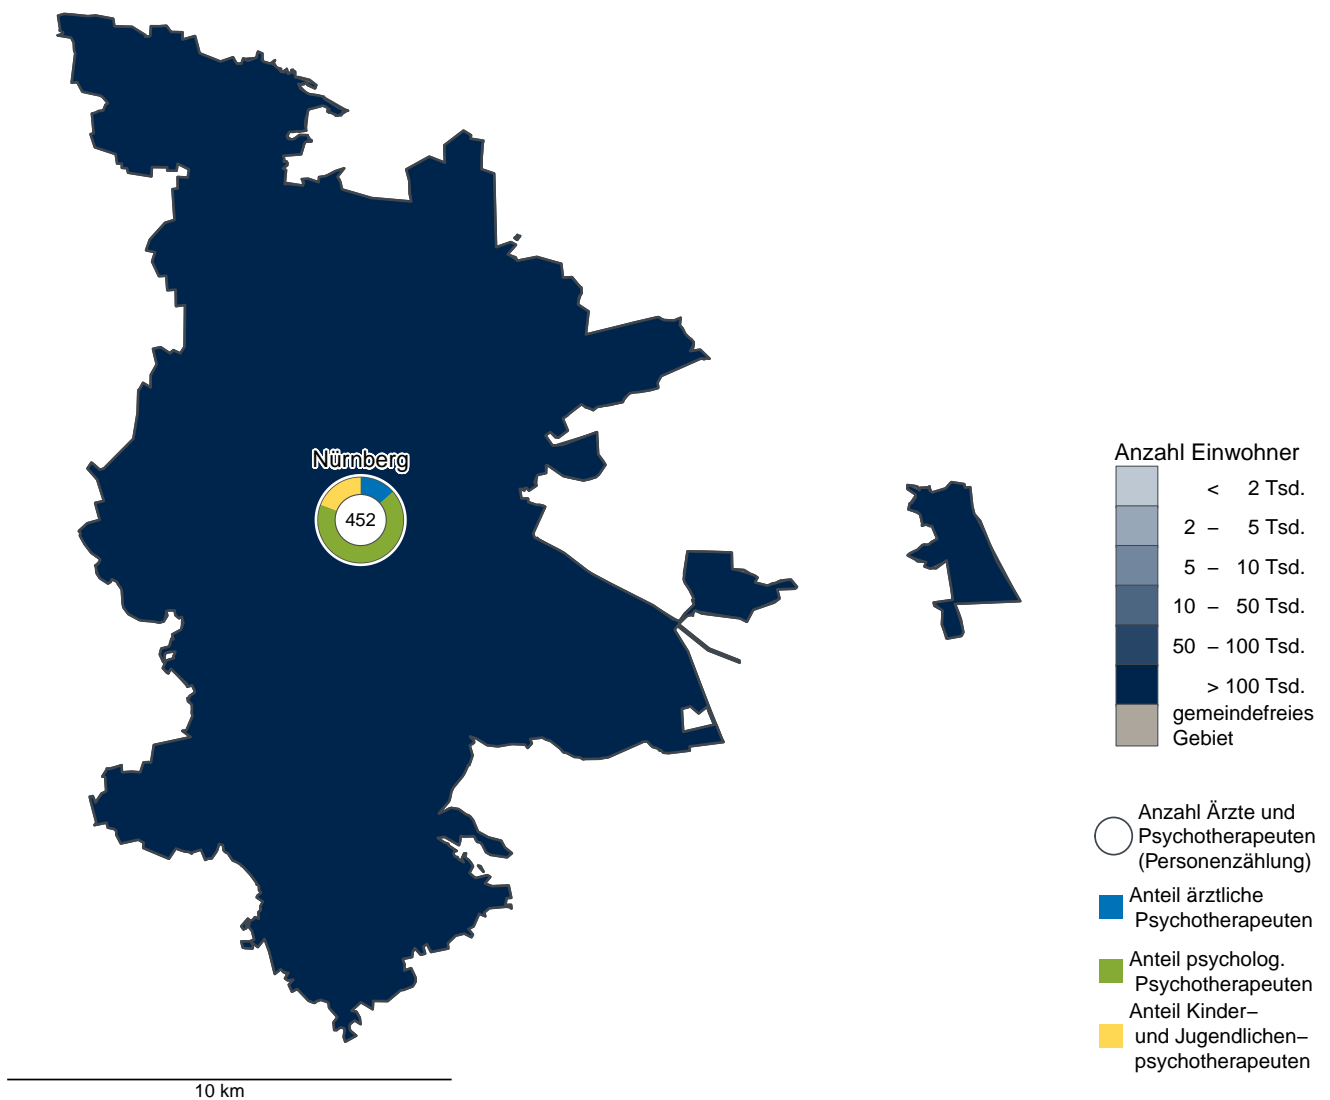 Nürnberg
452
Anzahl Einwohner
< 2 Tsd.
2 – 5 Tsd.
5 – 10 Tsd.
10 – 50 Tsd.
50 – 100 Tsd.
> 100 Tsd.
gemeindefreies
Gebiet
Anzahl Ärzte und
Psychotherapeuten
(Personenzählung)
Anteil ärztliche
Psychotherapeuten
Anteil psycholog.
Psychotherapeuten
Anteil Kinder–
und Jugendlichen–
psychotherapeuten
10 km